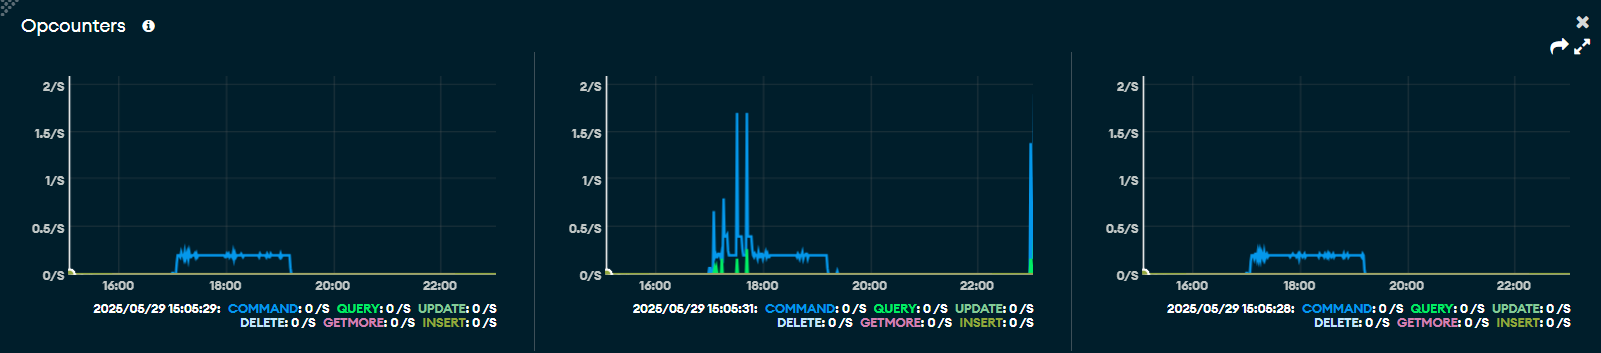 Opcounters
2/S
1.5/S
1/S
0.5/S
0/S
16:00 18:00 20:00 22:00
2025/05/29 15:05:29: COMMAND: 0 /S QUERY: 0 /S UPDATE: 0 /S
DELETE: 0 /S GETMORE: 0 /S INSERT: 0 /S
2/S
1.5/S
1/S
0.5/S
0/S
16:00 18:00 20:00 22:00
2025/05/29 15:05:31: COMMAND: 0 /S QUERY: 0 /S UPDATE: 0 /S
DELETE: 0 /S GETMORE: 0 /S INSERT: 0 /S
2/S
1.5/S
1/S
0.5/S
0/S
16:00 18:00 20:00 22:00
2025/05/29 15:05:28: COMMAND: 0 /S QUERY: 0 /S UPDATE: 0 /S
DELETE: 0 /S GETMORE: 0 /S INSERT: 0 /S